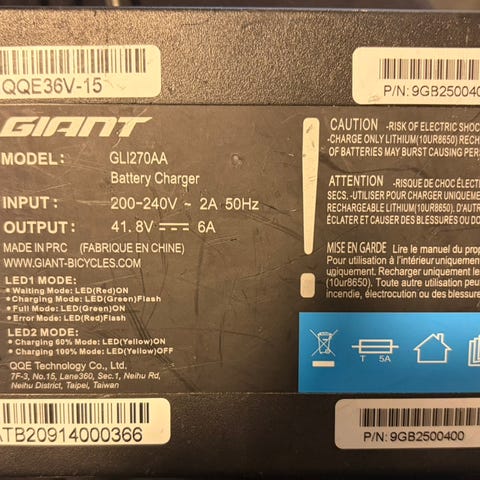 QQE36V-15
P/N: 9GB2500400
GIANT
MODEL: GLI270AA
Battery Charger
INPUT: 200-240V ~ 2A 50Hz
OUTPUT: 41.8V 6A
MADE IN PRC (FABRIQUE EN CHINE)
WWW.GIANT-BICYCLES.COM
LED1 MODE:
• Waiting Mode: LED(Red)ON
• Charging Mode: LED(Green)Flash
• Full Mode: LED(Green)ON
• Error Mode: LED(Red)Flash
LED2 MODE:
• Charging 60% Mode: LED(Yellow)ON
• Charging 100% Mode: LED(Yellow)OFF
QQE Technology Co., Ltd.
7F-3, No.15, Lane360, Sec.1, Neihu Rd,
Neihu District, Taipei, Taiwan
CAUTION -RISK OF ELECTRIC SHOC
-CHARGE ONLY LITHIUM(10UR8650) RECH
OF BATTERIES MAY BURST CAUSING PERS
ATTENTION -RISQUE DE CHOC ÉLEC
SECS. -UTILISER POUR CHARGER UNIQUEME
RECHARGEABLE LITHIUM(10UR8650). D'AUTRE
ÉCLATER ET CAUSER DES BLESSURES OU DO
MISE EN GARDE Lire le manuel du prop
Pour utilisation à l'intérieur uniquement.
uniquement. Recharger uniquement le
(10ur8650). Toute autre utilisation peut
incendie, électrocution ou des blessure
T 5A
ATB20914000366
P/N: 9GB2500400